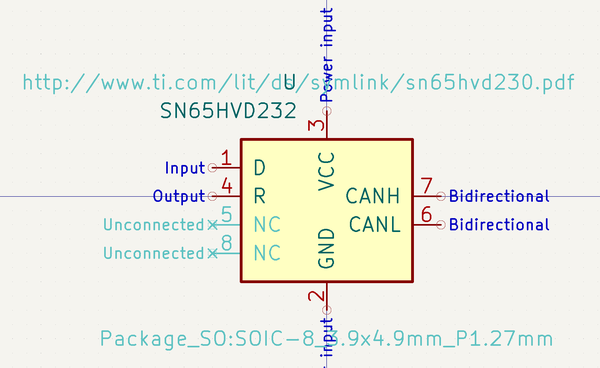 Power input
http://www.ti.com/lit/ds/symlink/sn65hvd230.pdf
U
SN65HVD232
3
VCC
Input 1 D
Output 4 R
CANH 7 Bidirectional
Unconnected 5 NC
CANL 6 Bidirectional
Unconnected 8 NC
GND
2
Package_SO:SOIC-8_3.9x4.9mm_P1.27mm
input